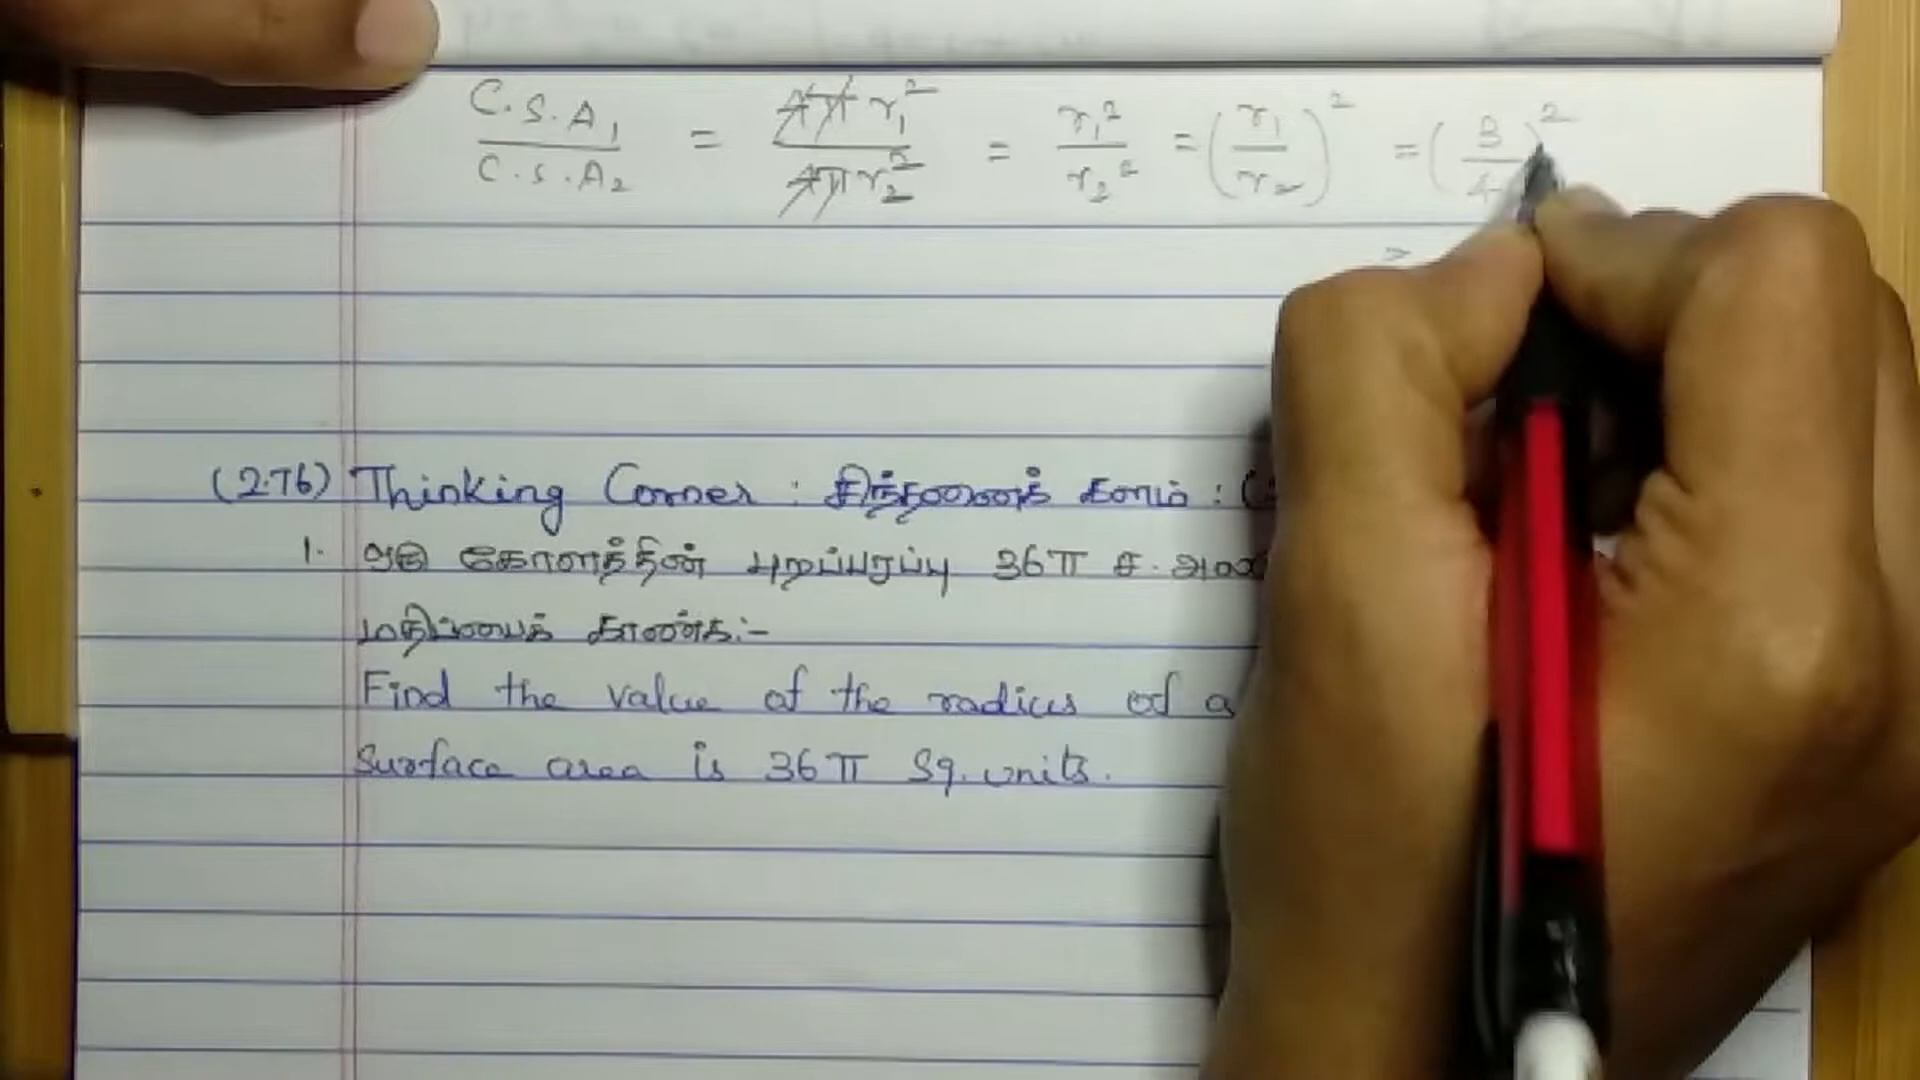 C.S.A₁ / C.S.A₂ = 4π r₁² / 4π r₂² = r₁² / r₂² = (r₁ / r₂)² = (3 / 4)²
=
(2.76) Thinking Corner : சிந்தனைக் களம் : (
1. ஒரு கோளத்தின் புறப்பரப்பு 36π ச. அல
மதிப்பைக் காண்க:-
Find the value of the radius of a
surface area is 36π Sq. units.